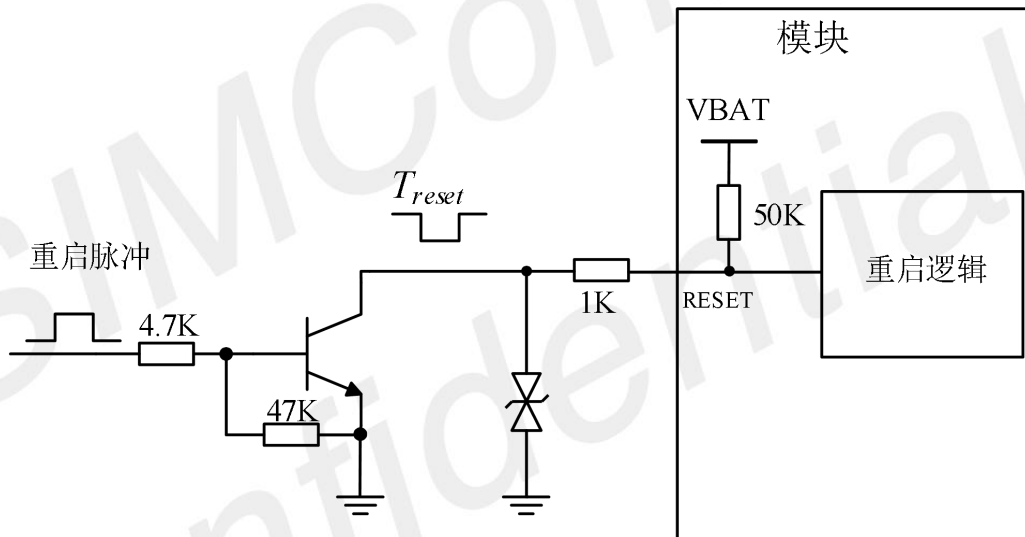 模块
VBAT
T_reset
50K
重启脉冲
重启逻辑
1K
RESET
4.7K
47K
SIMCom
Confidential